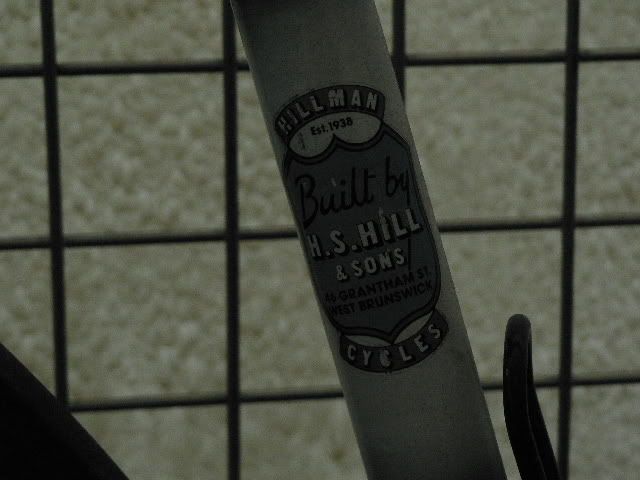 HILLMAN
Est.1938
Built by
H.S.HILL
& SONS
46 GRANTHAM ST.
WEST BRUNSWICK
CYCLES